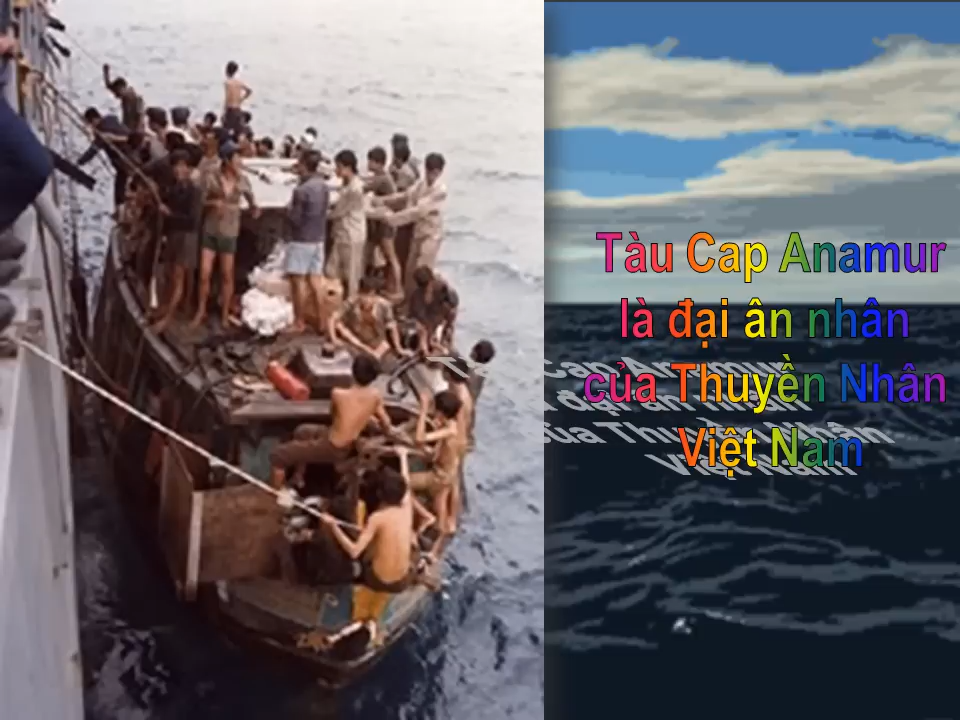 Tàu Cap Anamur
là đại ân nhân
của Thuyền Nhân
Việt Nam